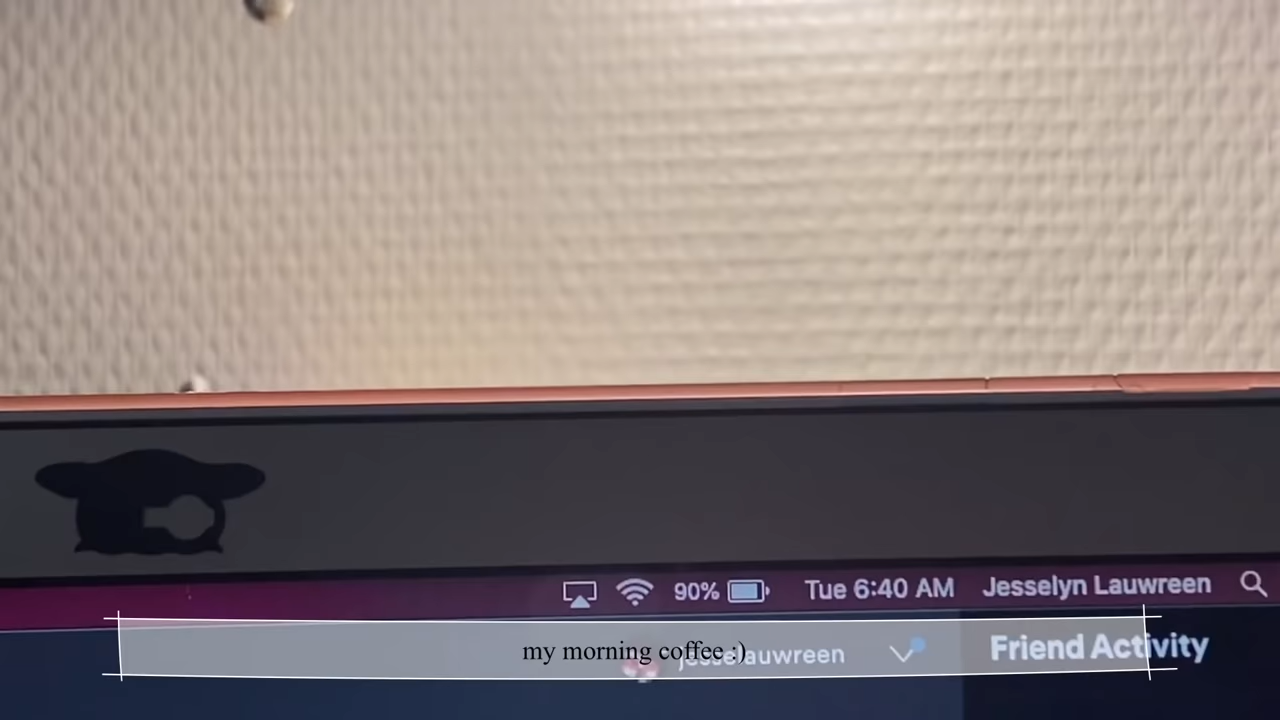 90% Tue 6:40 AM Jesselyn Lauwreen
Friend Activity
my morning coffee :)